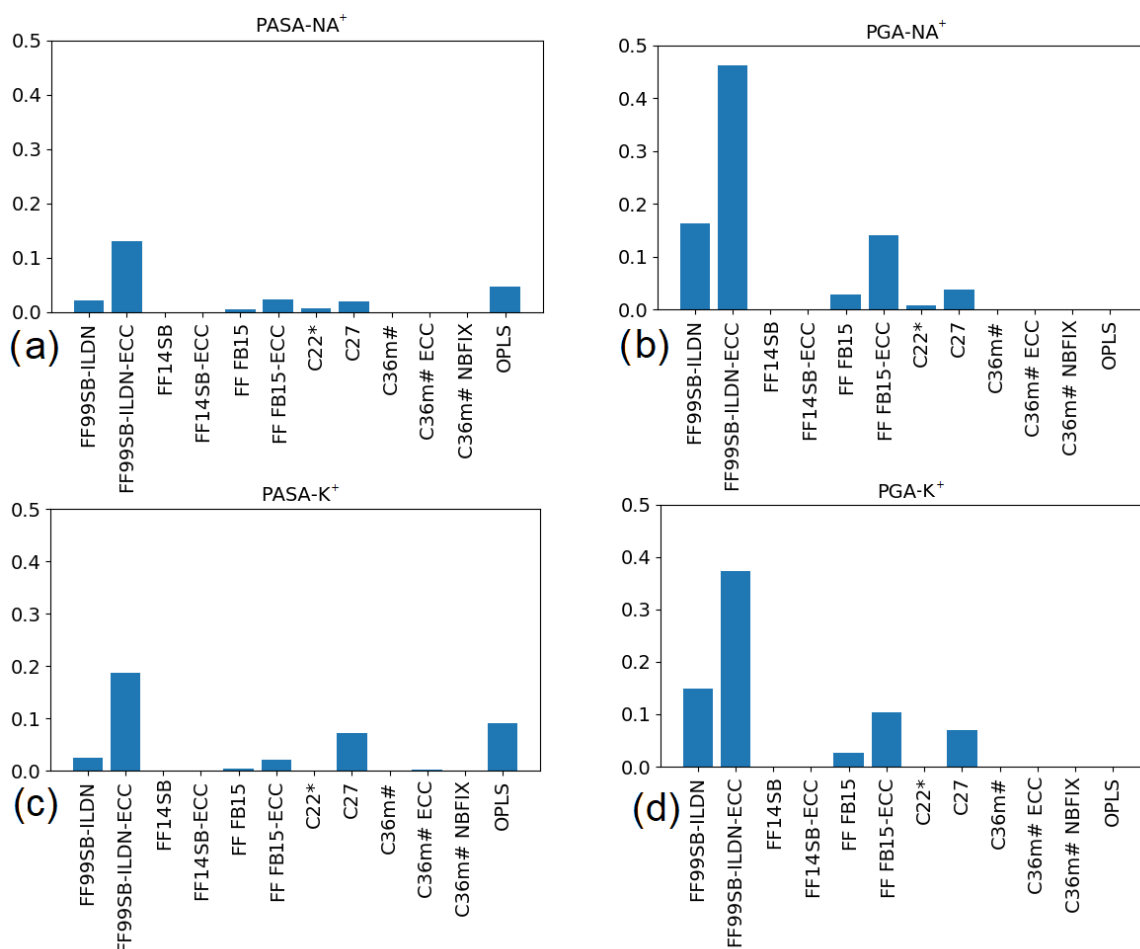 PASA-NA+
0.5
0.4
0.3
0.2
0.1
0.0
(a)
FF99SB-ILDN
FF99SB-ILDN-ECC
FF14SB
FF14SB-ECC
FF FB15
FF FB15-ECC
C22*
C27
C36m#
C36m# ECC
C36m# NBFIX
OPLS
PGA-NA+
0.5
0.4
0.3
0.2
0.1
0.0
(b)
FF99SB-ILDN
FF99SB-ILDN-ECC
FF14SB
FF14SB-ECC
FF FB15
FF FB15-ECC
C22*
C27
C36m#
C36m# ECC
C36m# NBFIX
OPLS
PASA-K+
0.5
0.4
0.3
0.2
0.1
0.0
(c)
FF99SB-ILDN
FF99SB-ILDN-ECC
FF14SB
FF14SB-ECC
FF FB15
FF FB15-ECC
C22*
C27
C36m#
C36m# ECC
C36m# NBFIX
OPLS
PGA-K+
0.5
0.4
0.3
0.2
0.1
0.0
(d)
FF99SB-ILDN
FF99SB-ILDN-ECC
FF14SB
FF14SB-ECC
FF FB15
FF FB15-ECC
C22*
C27
C36m#
C36m# ECC
C36m# NBFIX
OPLS